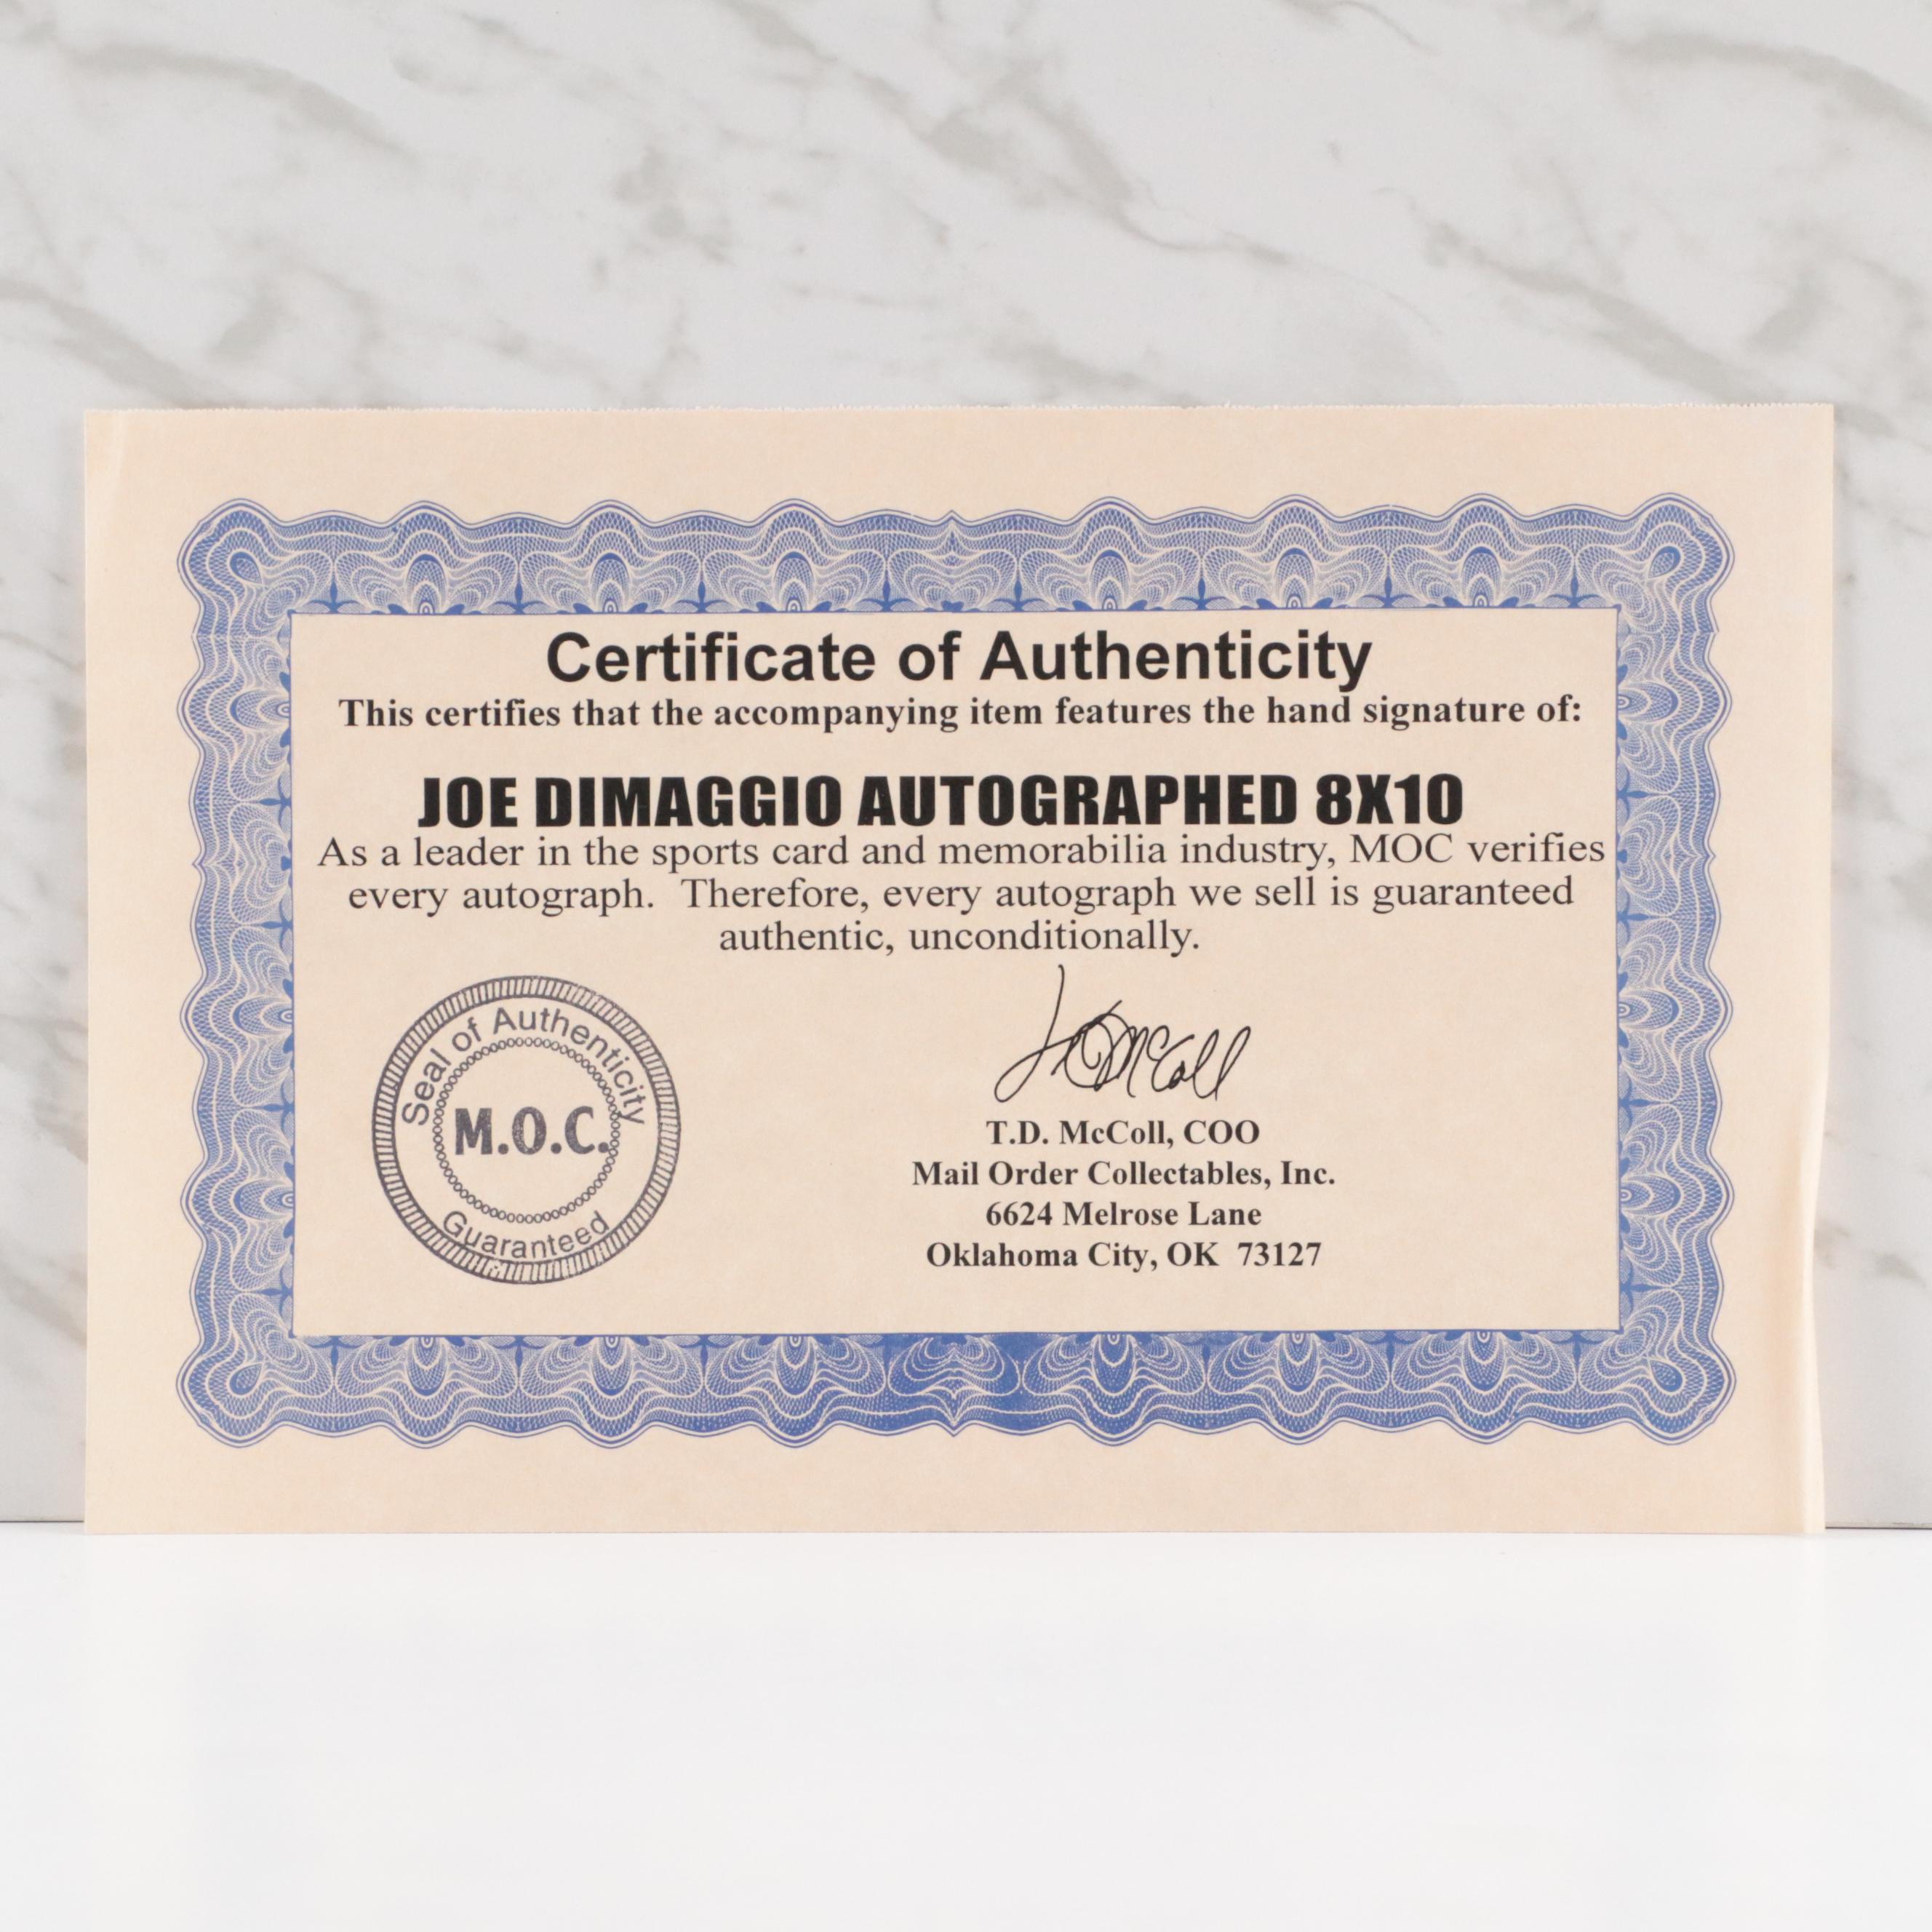 Certificate of Authenticity
This certifies that the accompanying item features the hand signature of:
JOE DIMAGGIO AUTOGRAPHED 8X10
As a leader in the sports card and memorabilia industry, MOC verifies
every autograph.  Therefore, every autograph we sell is guaranteed
authentic, unconditionally.
Seal of Authenticity
M.O.C.
Guaranteed
TD McColl
T.D. McColl, COO
Mail Order Collectables, Inc.
6624 Melrose Lane
Oklahoma City, OK  73127